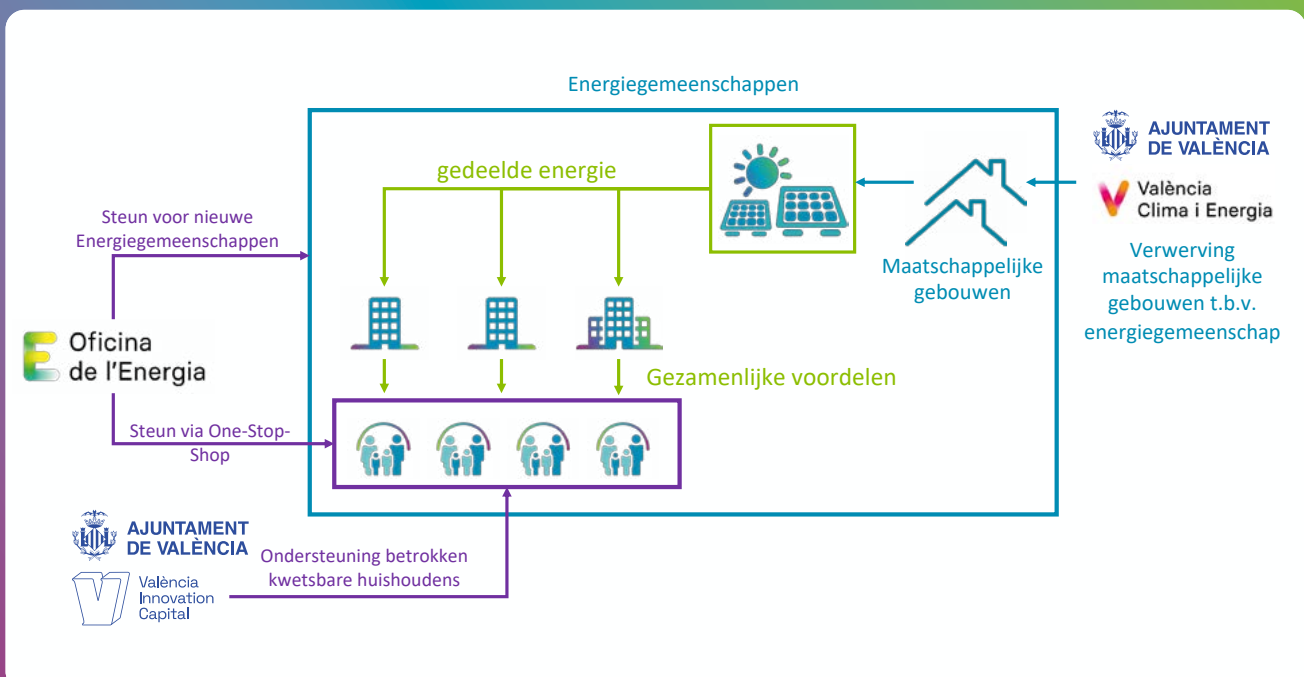 Energiegemeenschappen
AJUNTAMENT
DE VALÈNCIA
València
Clima i Energia
Verwerving
maatschappelijke
gebouwen t.b.v.
energiegemeenschap
gedeelde energie
Maatschappelijke
gebouwen
Steun voor nieuwe
Energiegemeenschappen
Oficina
de l'Energia
Gezamenlijke voordelen
Steun via One-Stop-
Shop
AJUNTAMENT
DE VALÈNCIA
València
Innovation
Capital
Ondersteuning betrokken
kwetsbare huishoudens